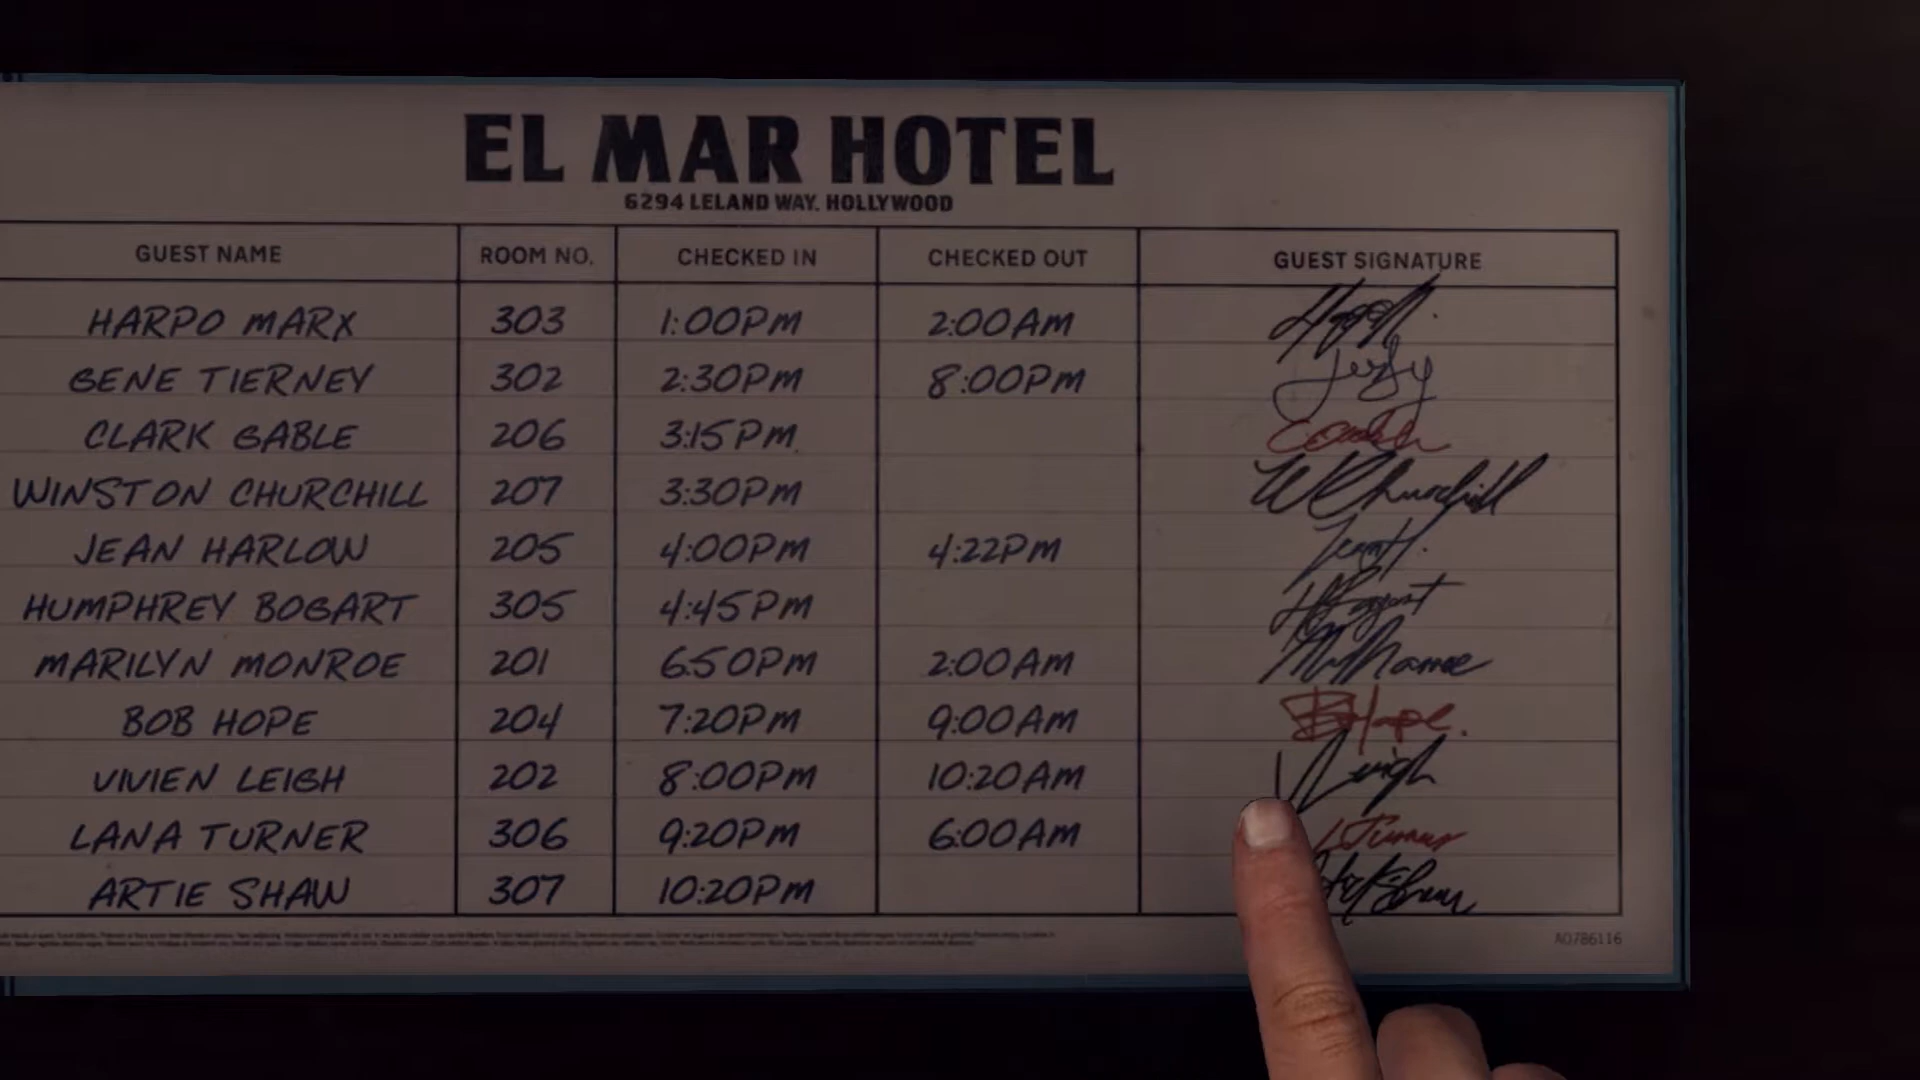 EL MAR HOTEL
6294 LELAND WAY. HOLLYWOOD
GUEST NAME ROOM NO. CHECKED IN CHECKED OUT GUEST SIGNATURE
HARPO MARX 303 1:00PM 2:00AM
GENE TIERNEY 302 2:30PM 8:00PM
CLARK GABLE 206 3:15PM
WINSTON CHURCHILL 207 3:30PM WChurchill
JEAN HARLOW 205 4:00PM 4:22PM
HUMPHREY BOGART 305 4:45PM
MARILYN MONROE 201 6:50PM 2:00AM
BOB HOPE 204 7:20PM 9:00AM BHope.
VIVIEN LEIGH 202 8:00PM 10:20AM VLeigh
LANA TURNER 306 9:20PM 6:00AM LTurner
ARTIE SHAW 307 10:20PM
A0786116